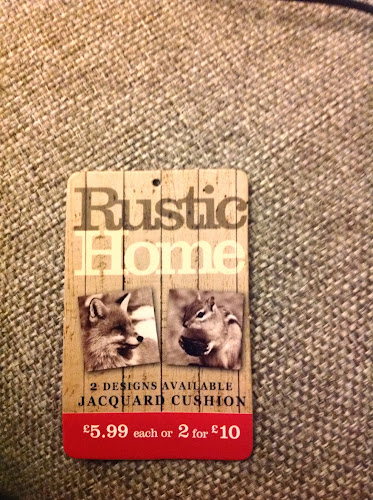 Rustic
Home
2 DESIGNS AVAILABLE
JACQUARD CUSHION
£5.99 each or 2 for £10